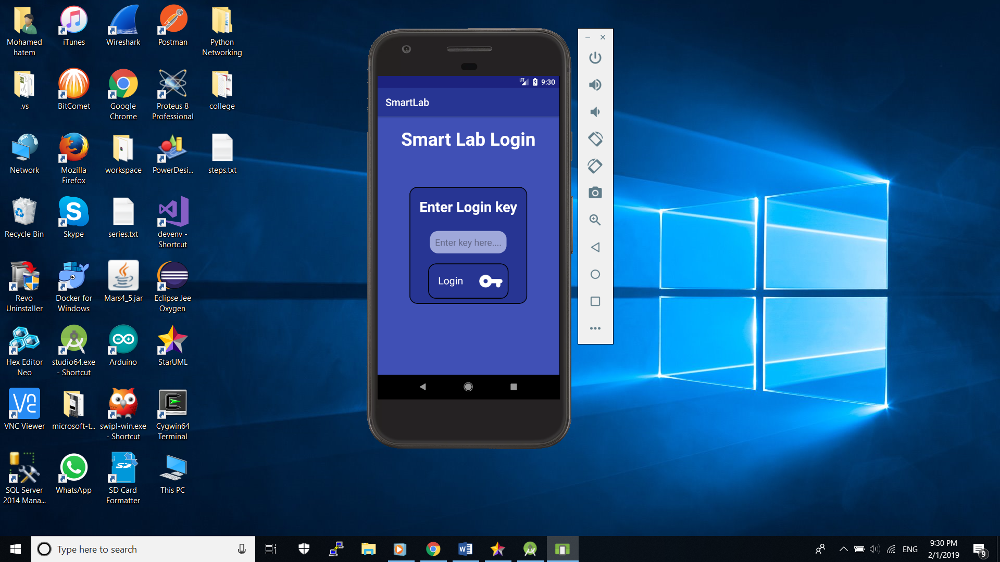 Mohamed
hatem
iTunes
Wireshark
Postman
Python
Networking
.vs
BitComet
Google
Chrome
Proteus 8
Professional
college
Network
Mozilla
Firefox
workspace
PowerDesi...
steps.txt
Recycle Bin
Skype
series.txt
devenv -
Shortcut
Revo
Uninstaller
Docker for
Windows
Mars4_5.jar
Eclipse Jee
Oxygen
Hex Editor
Neo
studio64.exe
- Shortcut
Arduino
StarUML
VNC Viewer
microsoft-t...
swipl-win.exe
- Shortcut
Cygwin64
Terminal
SQL Server
2014 Mana...
WhatsApp
SD Card
Formatter
This PC
LTE
9:30
SmartLab
Smart Lab Login
Enter Login key
Enter key here....
Login
Type here to search
ENG
9:30 PM
2/1/2019
9